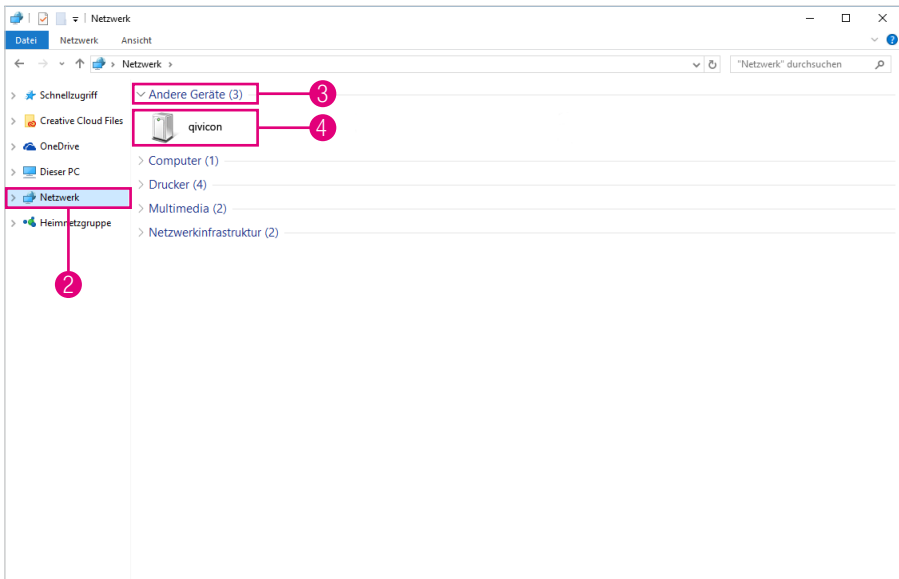 Netzwerk
Datei Netzwerk Ansicht
Netzwerk "Netzwerk" durchsuchen
Schnellzugriff
Andere Geräte (3) 3
Creative Cloud Files
qivicon 4
OneDrive
Computer (1)
Dieser PC
Drucker (4)
Netzwerk
Multimedia (2)
Heimnetzgruppe
Netzwerkinfrastruktur (2)
2